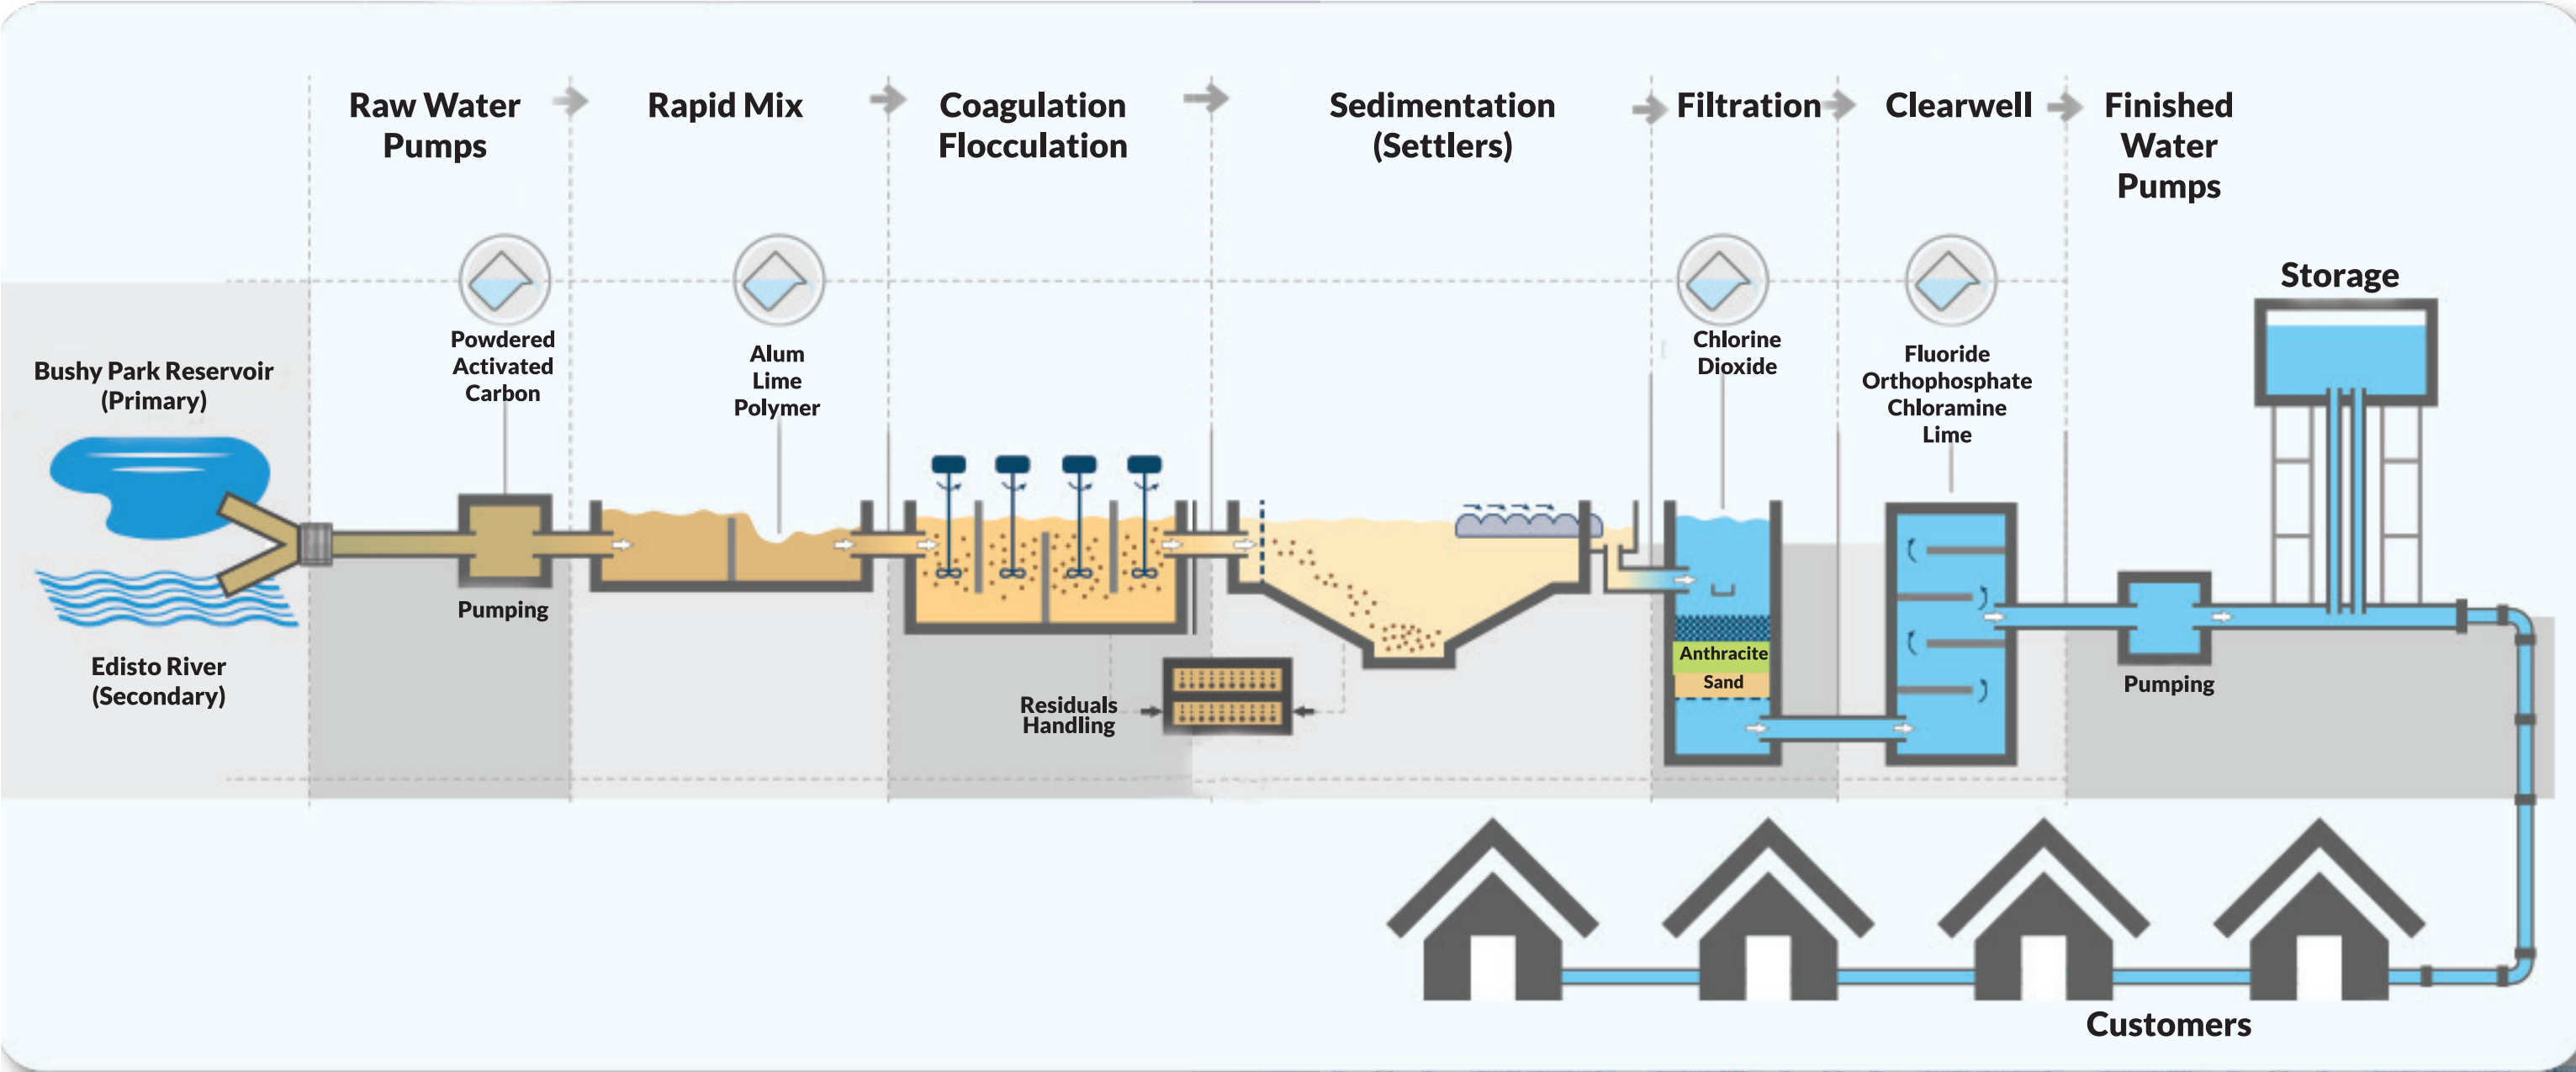 Raw Water
Pumps
Rapid Mix
Coagulation
Flocculation
Sedimentation
(Settlers)
Filtration
Clearwell
Finished
Water
Pumps
Storage
Powdered
Activated
Carbon
Alum
Lime
Polymer
Chlorine
Dioxide
Fluoride
Orthophosphate
Chloramine
Lime
Bushy Park Reservoir
(Primary)
Edisto River
(Secondary)
Pumping
Residuals
Handling
Anthracite
Sand
Pumping
Customers